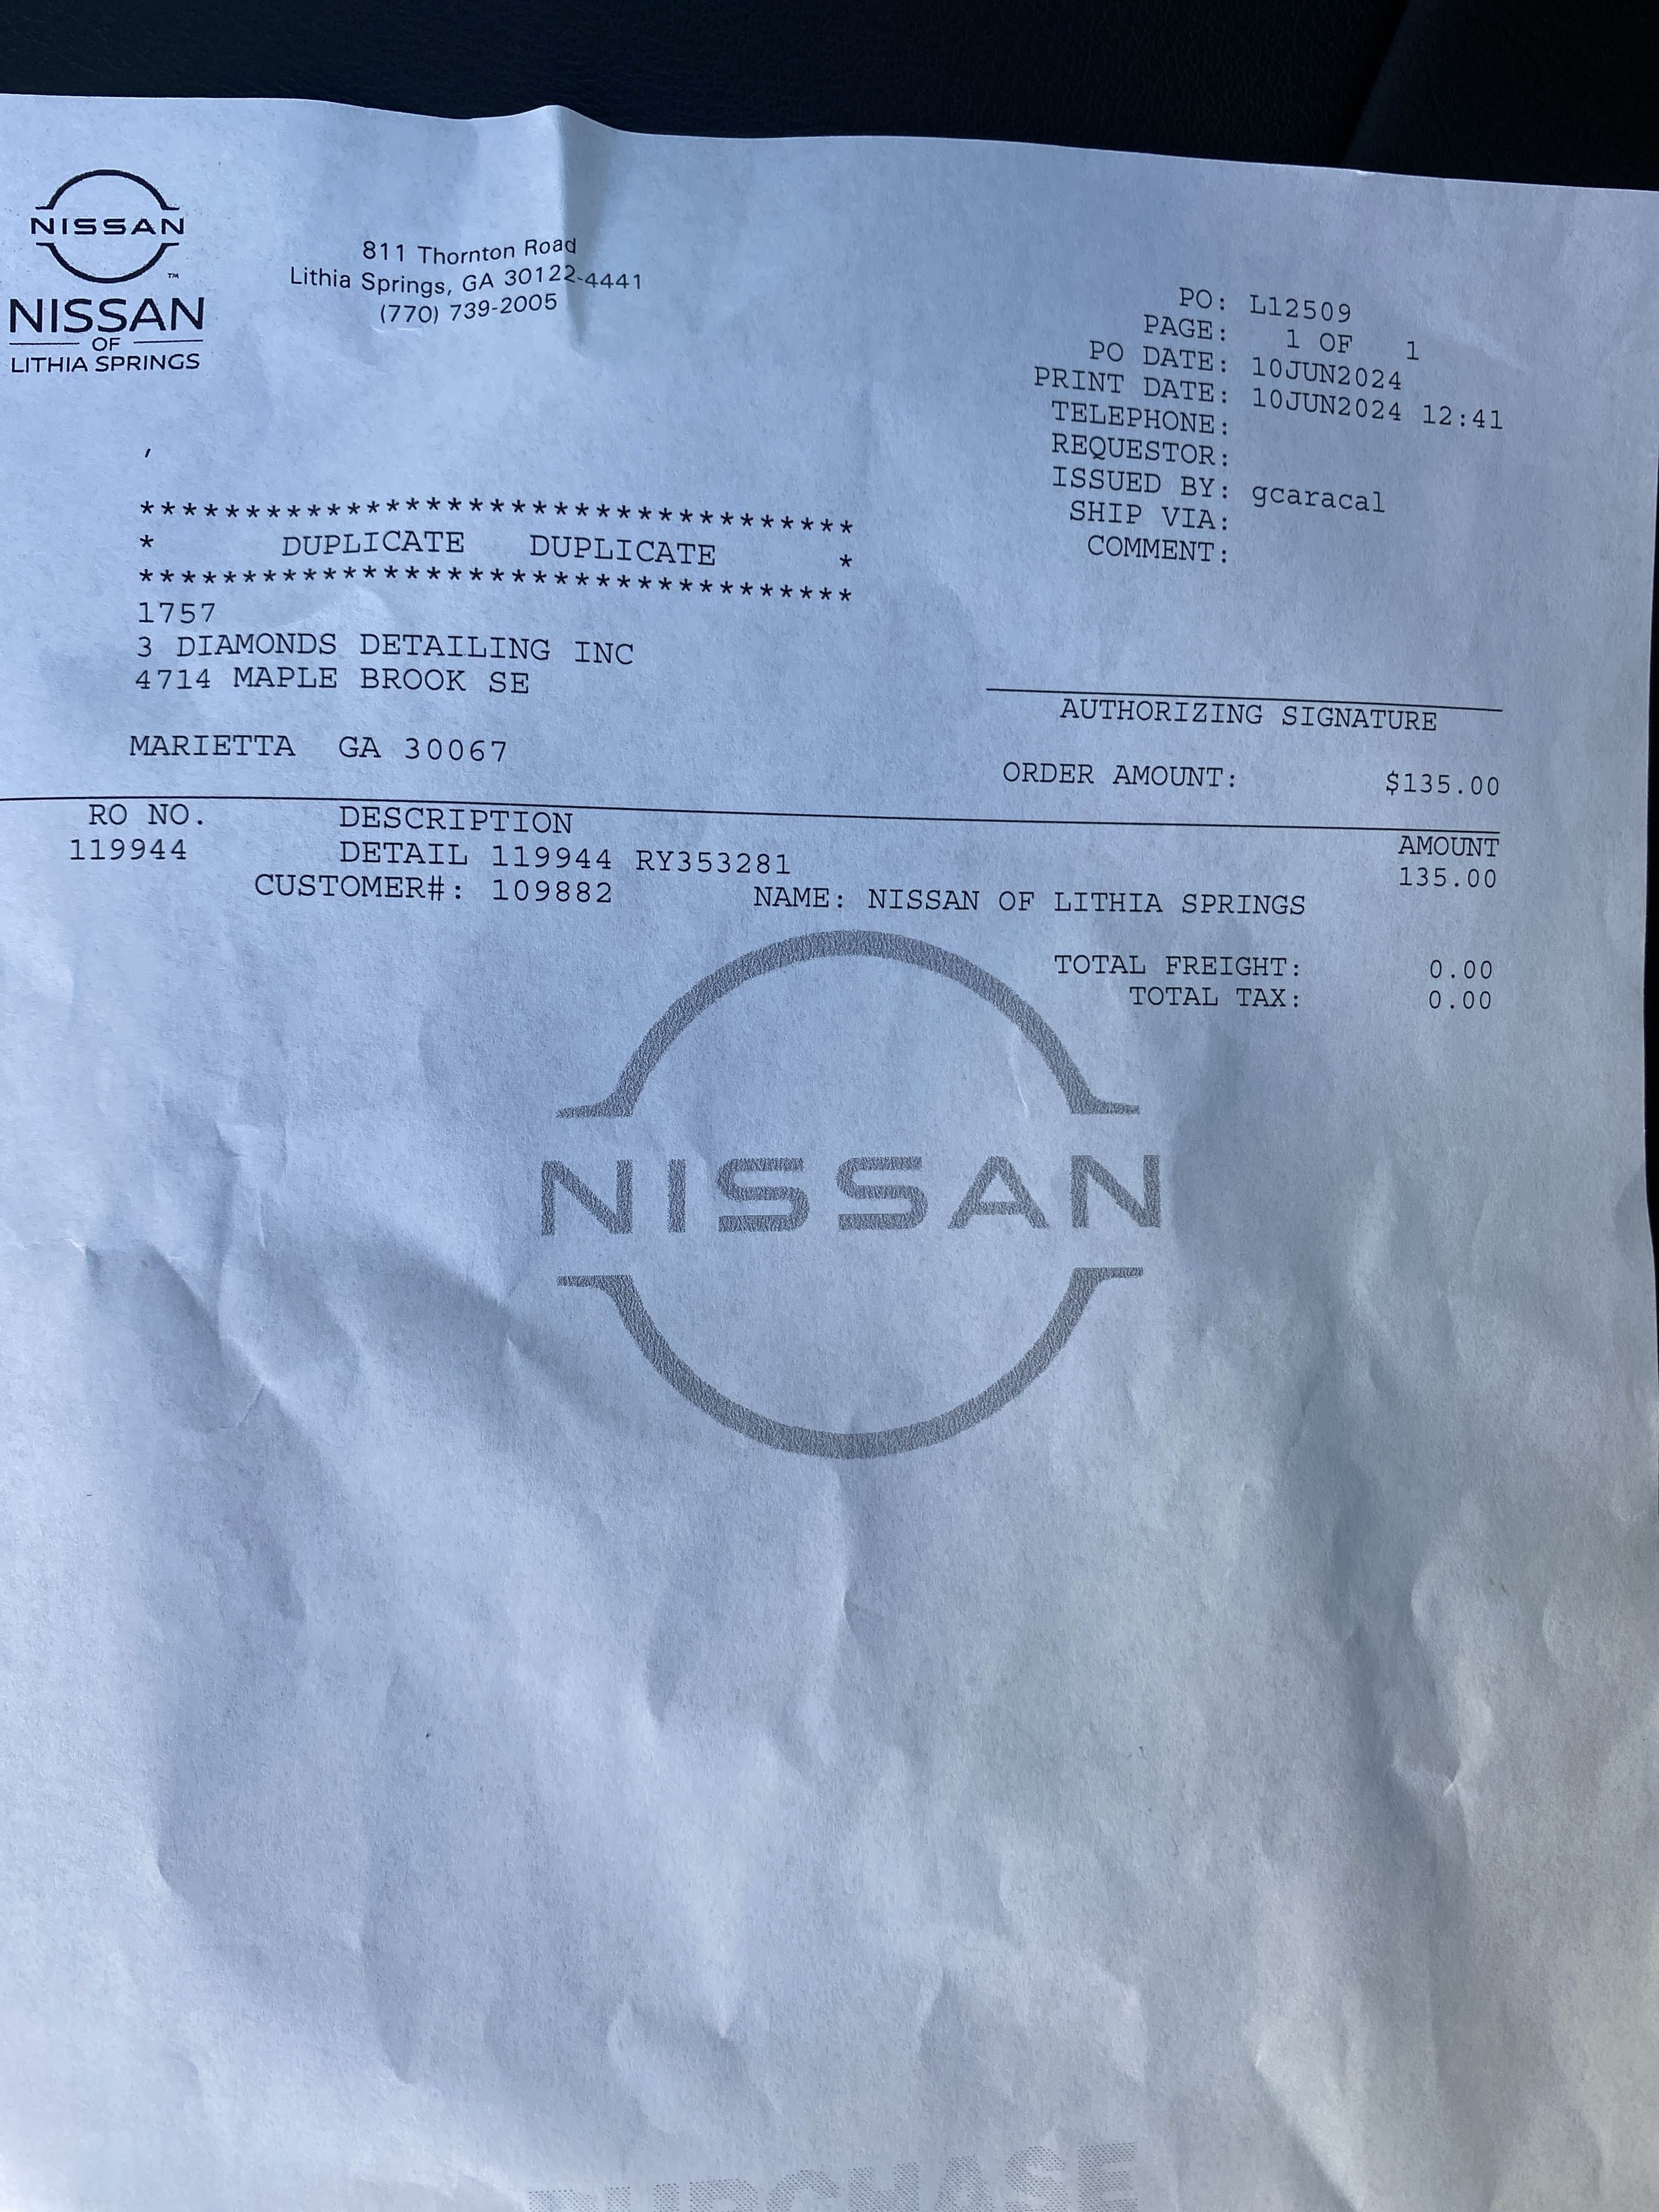 NISSAN
™
NISSAN
OF
LITHIA SPRINGS
811 Thornton Road
Lithia Springs, GA 30122-4441
(770) 739-2005
PO: L12509
PAGE: 1 OF 1
PO DATE: 10JUN2024
PRINT DATE: 10JUN2024 12:41
TELEPHONE:
REQUESTOR:
ISSUED BY: gcaracal
SHIP VIA:
COMMENT:
,
**********************************
* DUPLICATE DUPLICATE *
**********************************
1757
3 DIAMONDS DETAILING INC
4714 MAPLE BROOK SE
MARIETTA GA 30067
AUTHORIZING SIGNATURE
ORDER AMOUNT: $135.00
RO NO. DESCRIPTION AMOUNT
119944 DETAIL 119944 RY353281 135.00
CUSTOMER#: 109882 NAME: NISSAN OF LITHIA SPRINGS
TOTAL FREIGHT: 0.00
TOTAL TAX: 0.00
NISSAN
PURCHASE